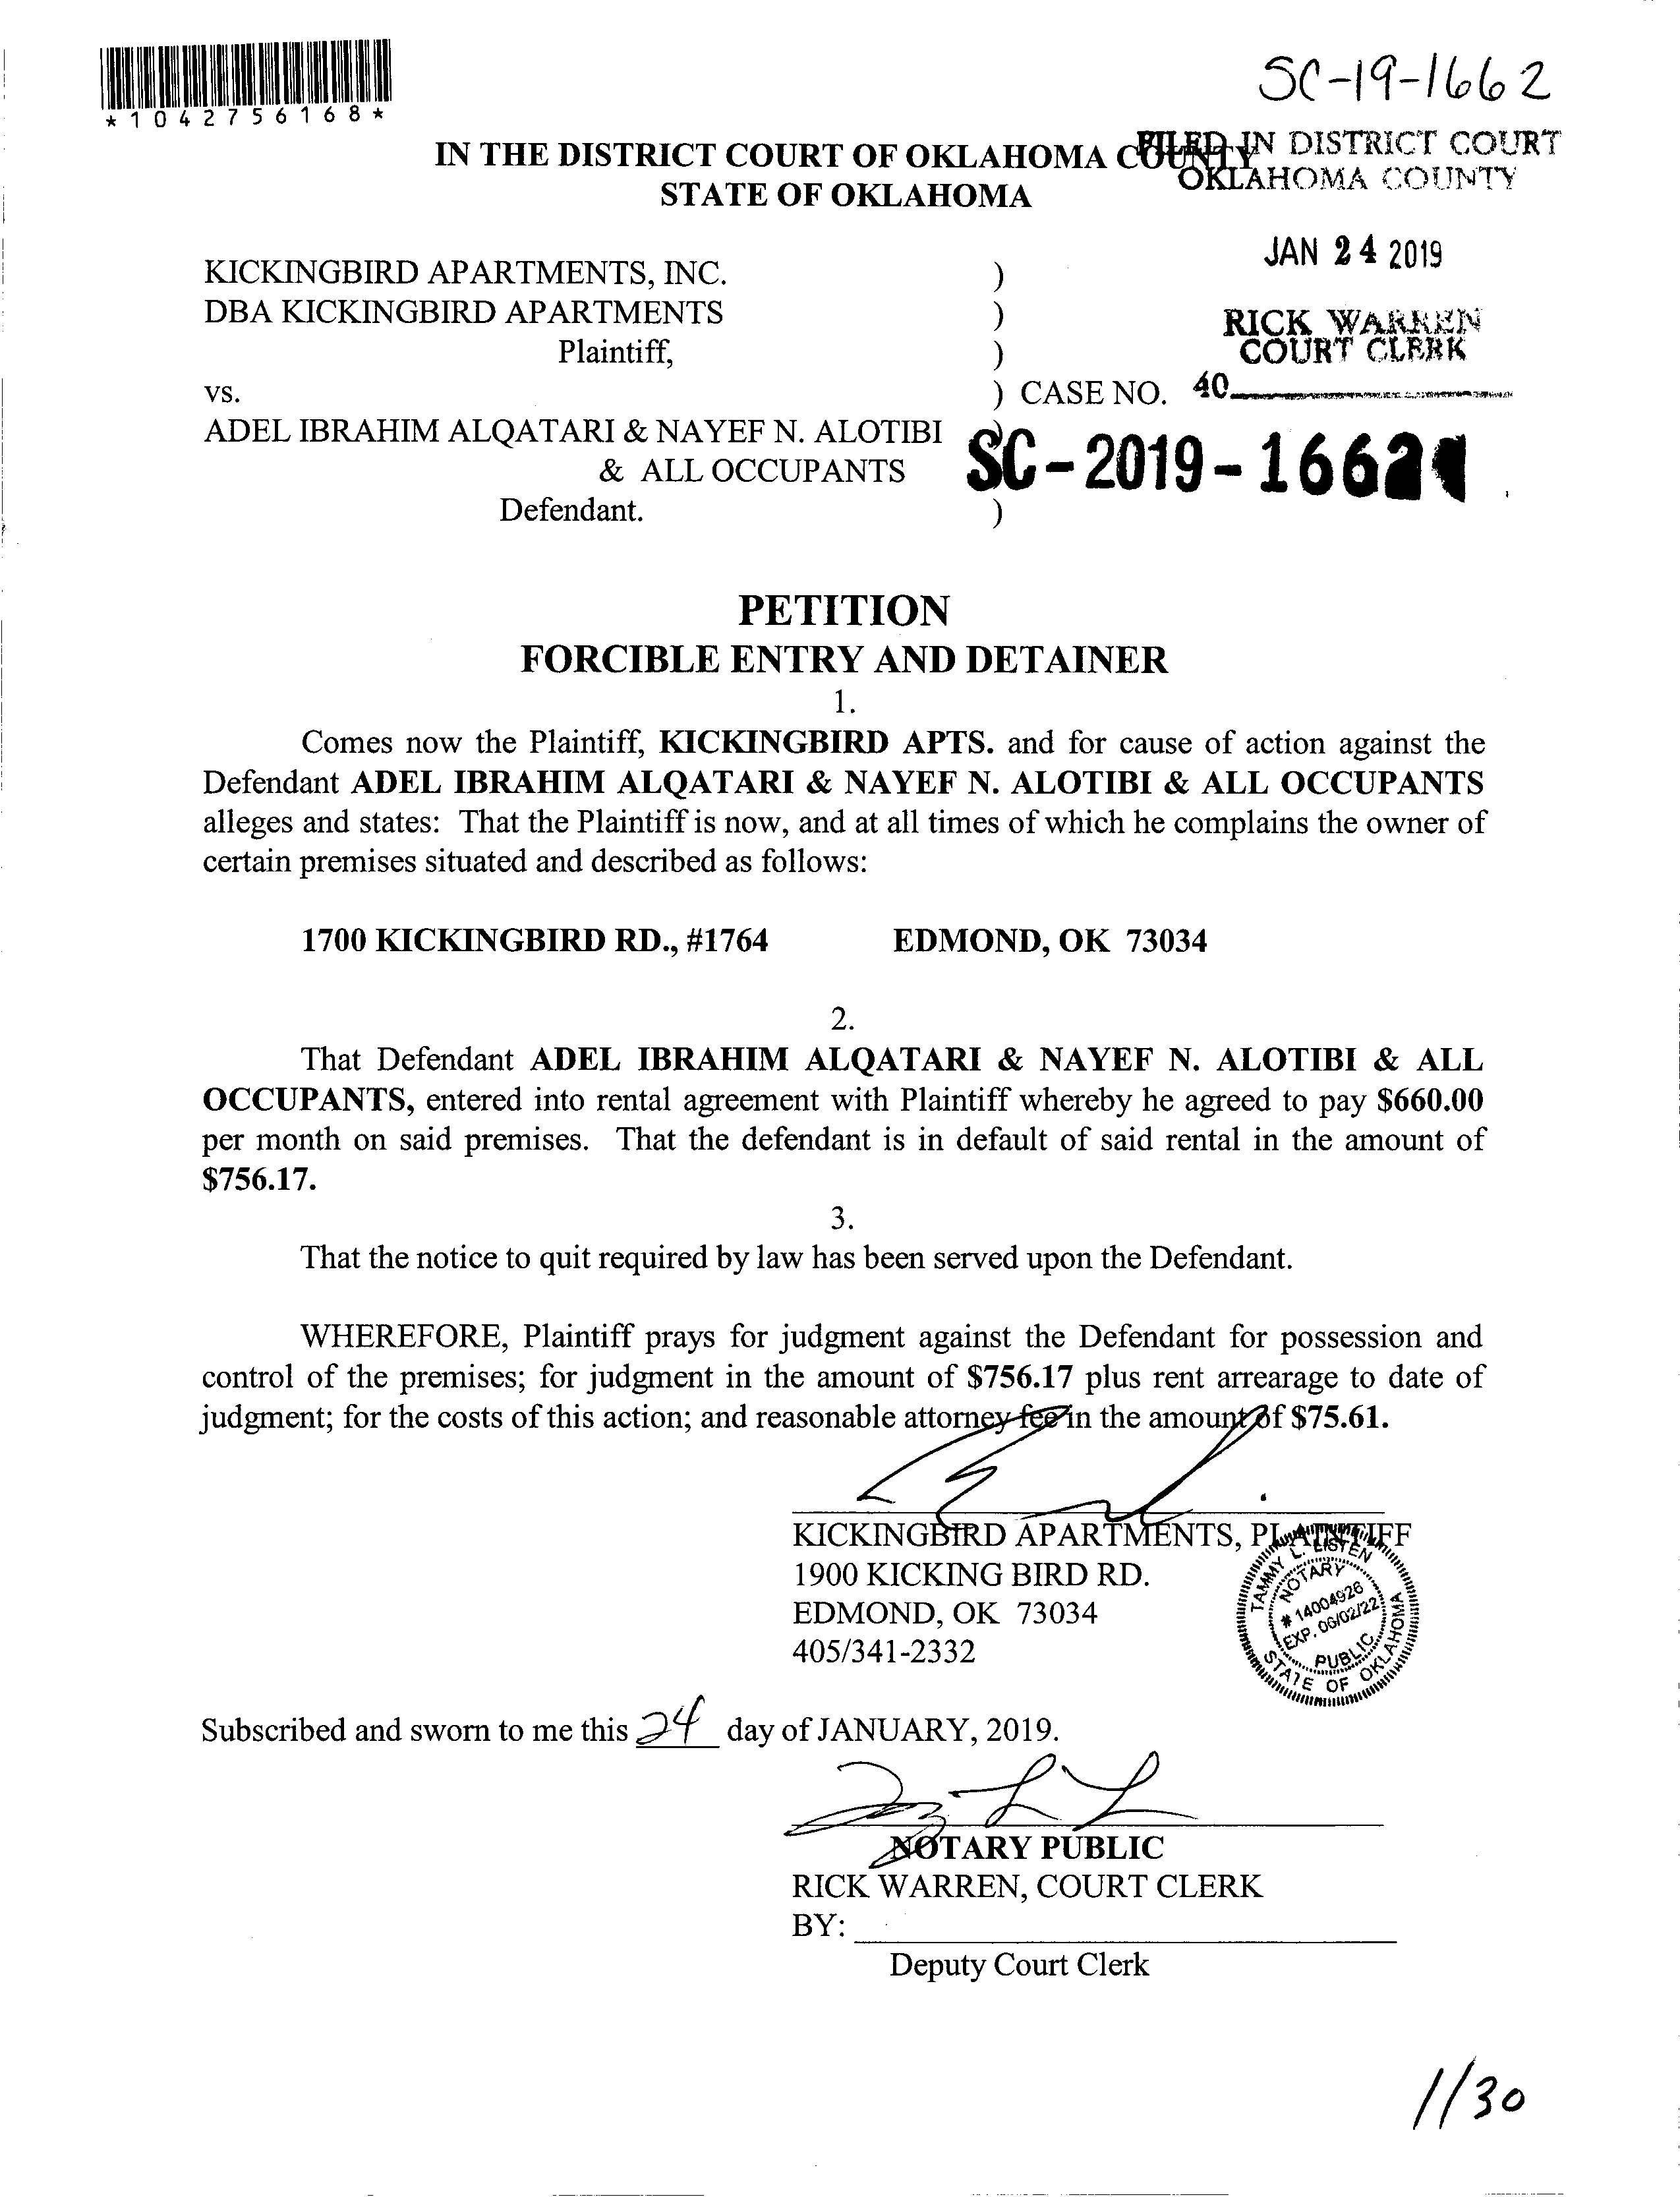 *1042756168*
SC-19-1662
IN THE DISTRICT COURT OF OKLAHOMA COUNTY
STATE OF OKLAHOMA
FILED IN DISTRICT COURT
OKLAHOMA COUNTY
JAN 24 2019
RICK WARREN
COURT CLERK
40
KICKINGBIRD APARTMENTS, INC. )
DBA KICKINGBIRD APARTMENTS )
Plaintiff, )
vs. ) CASE NO.
ADEL IBRAHIM ALQATARI & NAYEF N. ALOTIBI )
& ALL OCCUPANTS
SC-2019-1662
Defendant. )
PETITION
FORCIBLE ENTRY AND DETAINER
1.
Comes now the Plaintiff, KICKINGBIRD APTS. and for cause of action against the
Defendant ADEL IBRAHIM ALQATARI & NAYEF N. ALOTIBI & ALL OCCUPANTS
alleges and states: That the Plaintiff is now, and at all times of which he complains the owner of
certain premises situated and described as follows:
1700 KICKINGBIRD RD., #1764 EDMOND, OK 73034
2.
That Defendant ADEL IBRAHIM ALQATARI & NAYEF N. ALOTIBI & ALL
OCCUPANTS, entered into rental agreement with Plaintiff whereby he agreed to pay $660.00
per month on said premises. That the defendant is in default of said rental in the amount of
$756.17.
3.
That the notice to quit required by law has been served upon the Defendant.
WHEREFORE, Plaintiff prays for judgment against the Defendant for possession and
control of the premises; for judgment in the amount of $756.17 plus rent arrearage to date of
judgment; for the costs of this action; and reasonable attorney fee in the amount of $75.61.
KICKINGBIRD APARTMENTS, PLAINTIFF
1900 KICKING BIRD RD.
EDMOND, OK 73034
405/341-2332
TAMMY L. LISTEN
NOTARY
# 14004926
EXP. 06/02/22
PUBLIC
STATE OF OKLAHOMA
Subscribed and sworn to me this 24 day of JANUARY, 2019.
NOTARY PUBLIC
RICK WARREN, COURT CLERK
BY:
Deputy Court Clerk
1/30